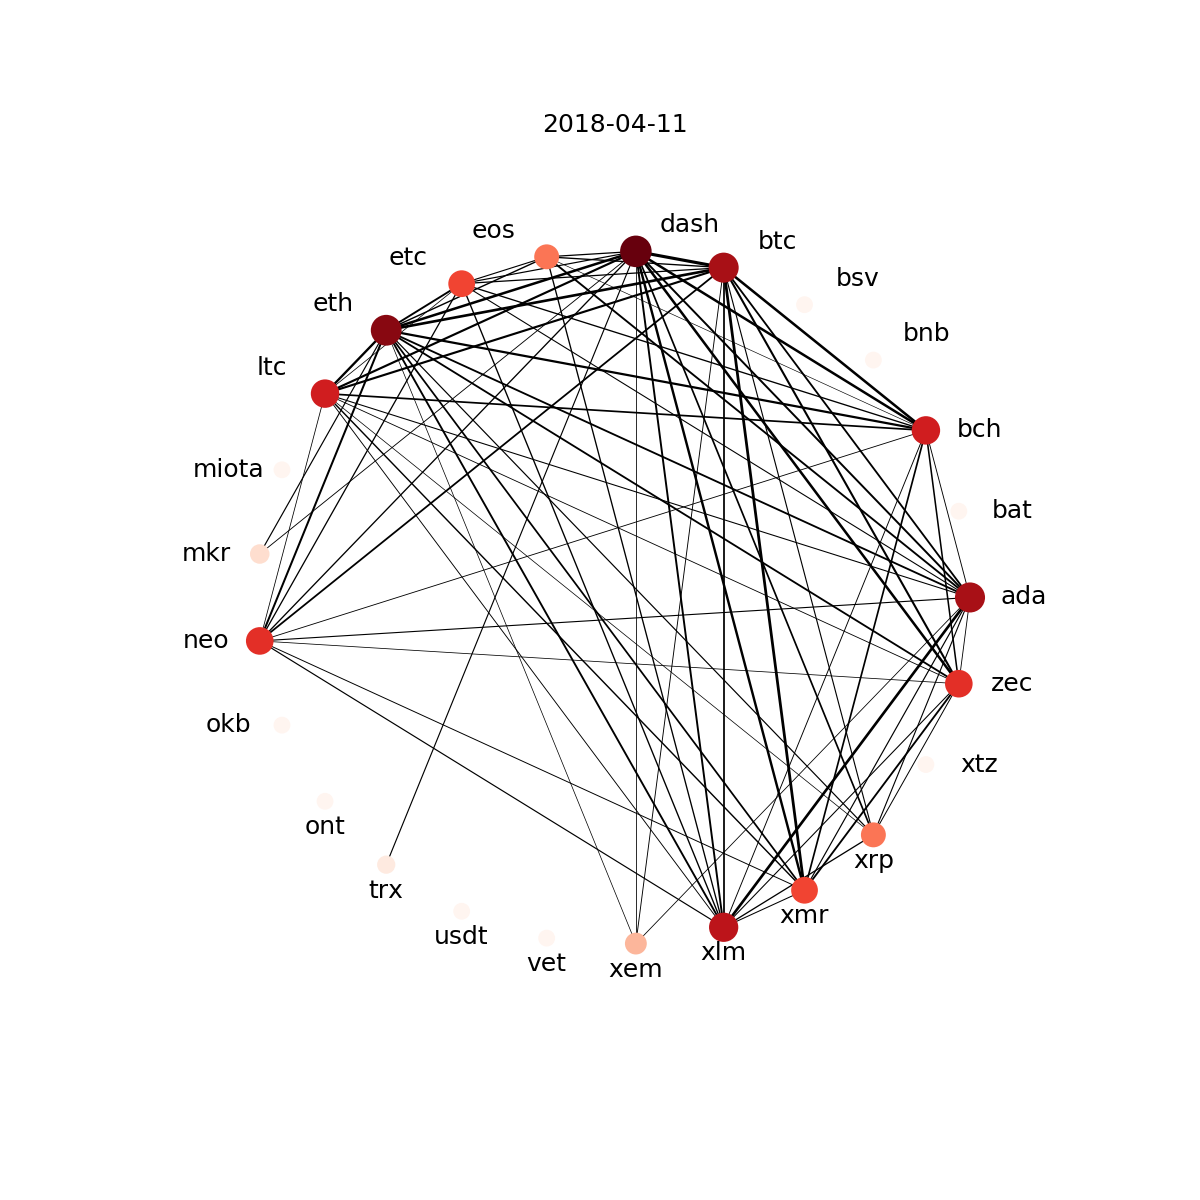 2018-04-11
dash
eos
btc
etc
bsv
eth
bnb
ltc
bch
miota
bat
mkr
ada
neo
zec
okb
xtz
ont
xrp
trx
xmr
usdt
xlm
vet
xem